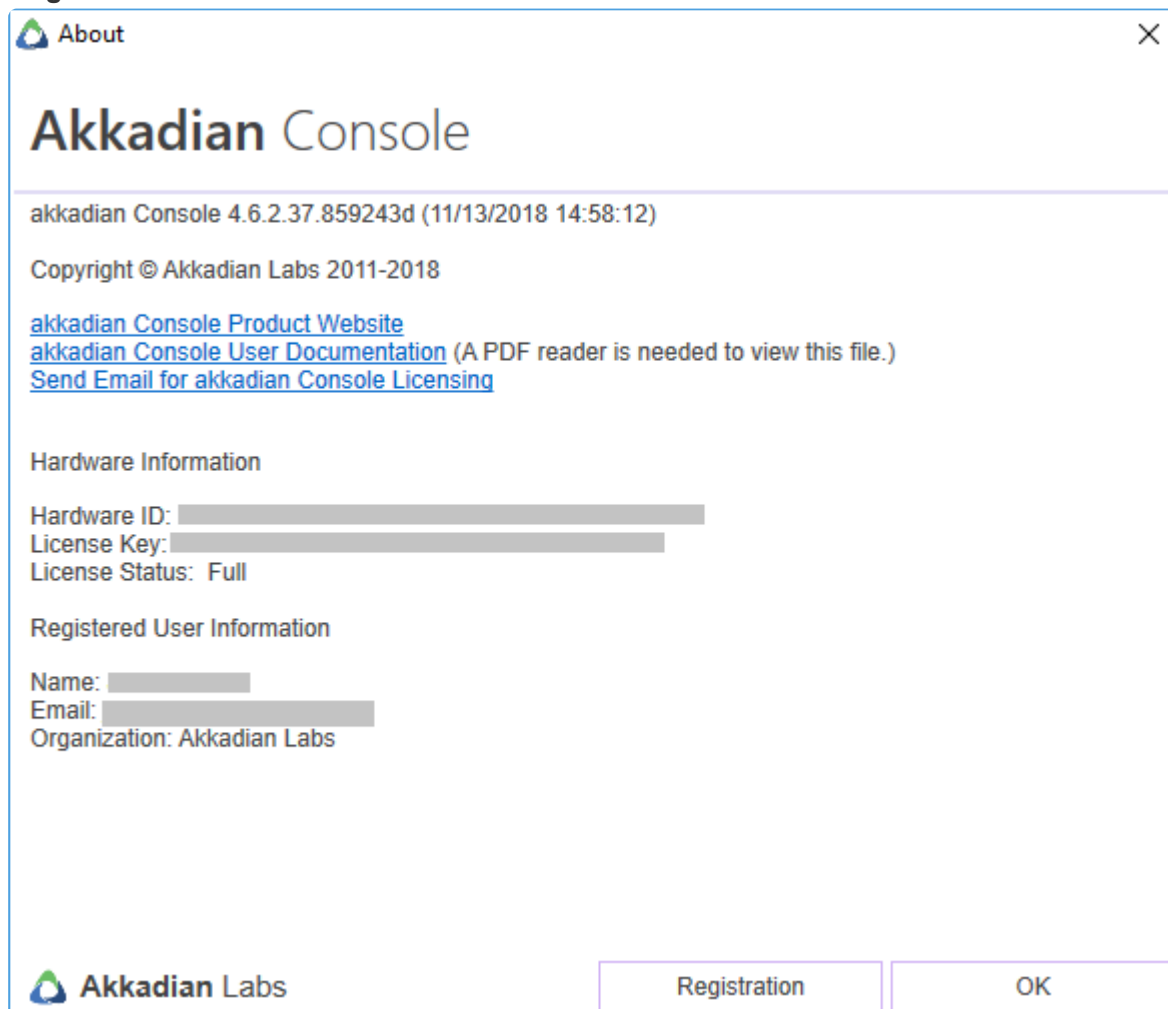 About
Akkadian Console
akkadian Console 4.6.2.37.859243d (11/13/2018 14:58:12)
Copyright © Akkadian Labs 2011-2018
akkadian Console Product Website
akkadian Console User Documentation (A PDF reader is needed to view this file.)
Send Email for akkadian Console Licensing
Hardware Information
Hardware ID:
License Key:
License Status: Full
Registered User Information
Name:
Email:
Organization: Akkadian Labs
Akkadian Labs
Registration
OK